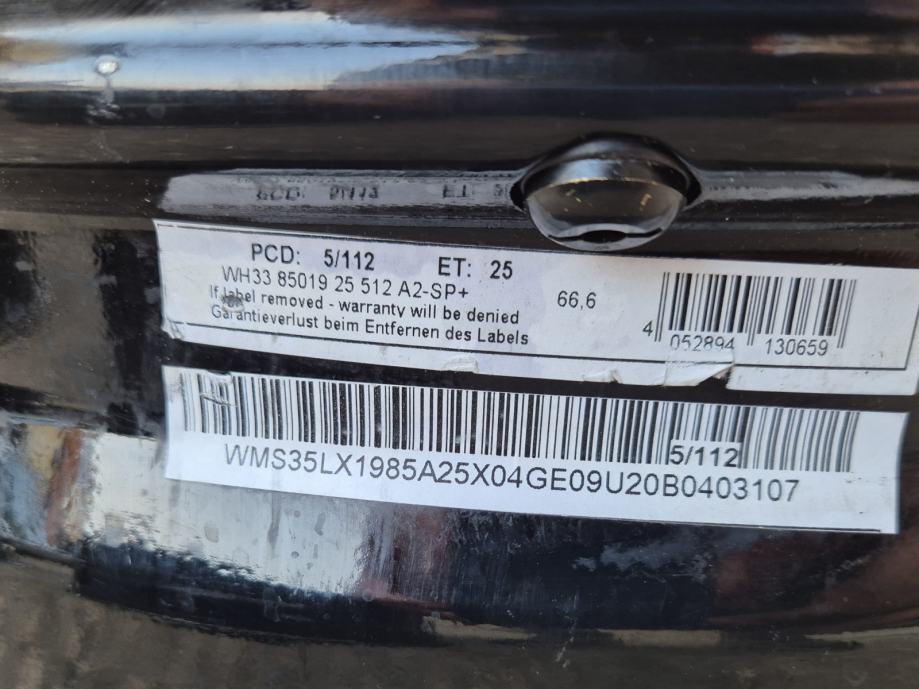 PCD: 5/112 ET: 25
WH33 85019 25 512 A2-SP+
66,6
If label removed - warranty will be denied
Garantieverlust beim Entfernen des Labels
4 052894 130659
5/112
WMS35LX1985A25X04GE09U20B0403107